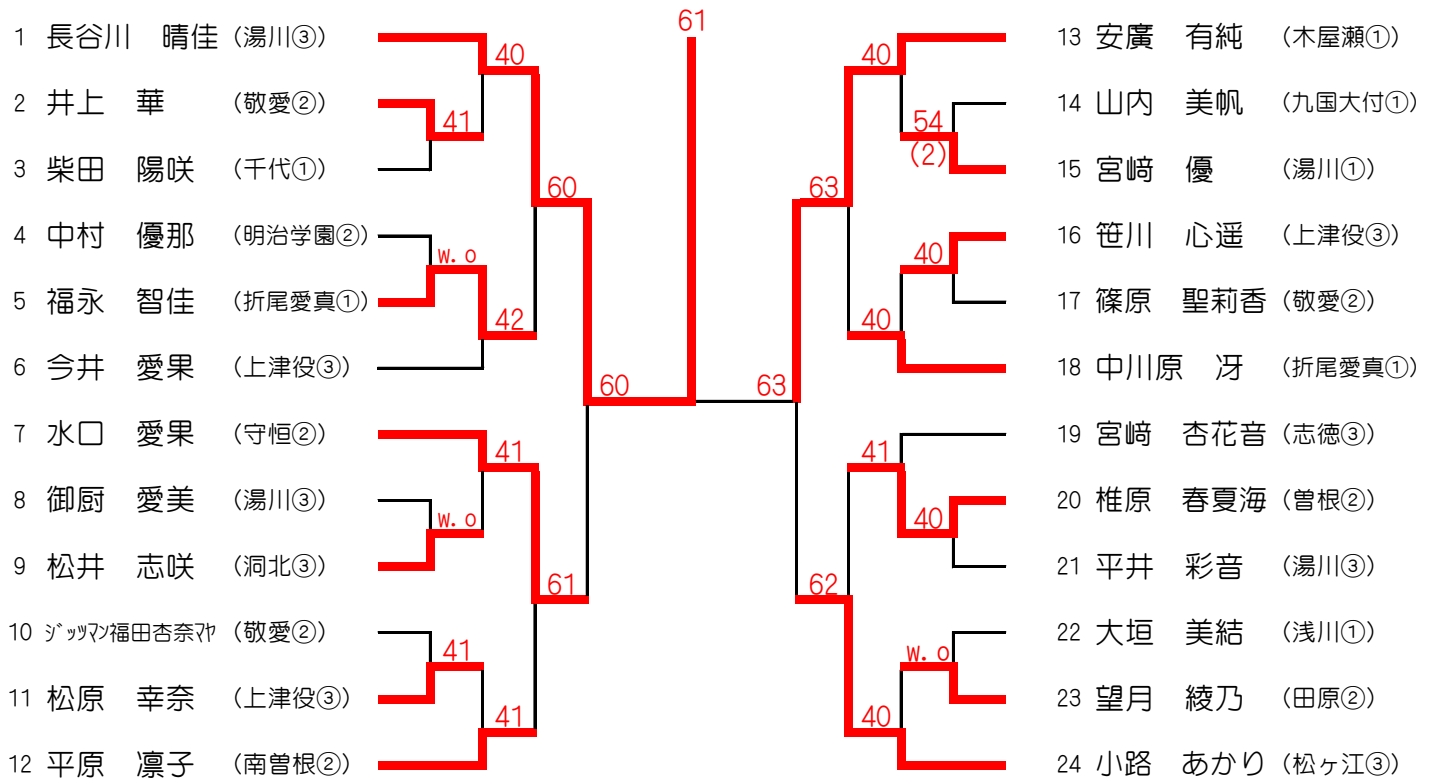 61
1 長谷川 晴佳 (湯川③)
40
2 井上 華 (敬愛②)
41
3 柴田 陽咲 (千代①)
60
4 中村 優那 (明治学園②)
w.o
5 福永 智佳 (折尾愛真①)
42
6 今井 愛果 (上津役③)
60
7 水口 愛果 (守恒②)
41
8 御厨 愛美 (湯川③)
w.o
9 松井 志咲 (洞北③)
61
10 ジッツマン福田杏奈マヤ (敬愛②)
41
11 松原 幸奈 (上津役③)
41
12 平原 凛子 (南曽根②)
13 安廣 有純 (木屋瀬①)
40
14 山内 美帆 (九国大付①)
54
(2)
15 宮﨑 優 (湯川①)
63
16 笹川 心遥 (上津役③)
40
17 篠原 聖莉香 (敬愛②)
40
18 中川原 冴 (折尾愛真①)
63
19 宮﨑 杏花音 (志徳③)
41
20 椎原 春夏海 (曽根②)
40
21 平井 彩音 (湯川③)
62
22 大垣 美結 (浅川①)
w.o
23 望月 綾乃 (田原②)
40
24 小路 あかり (松ヶ江③)